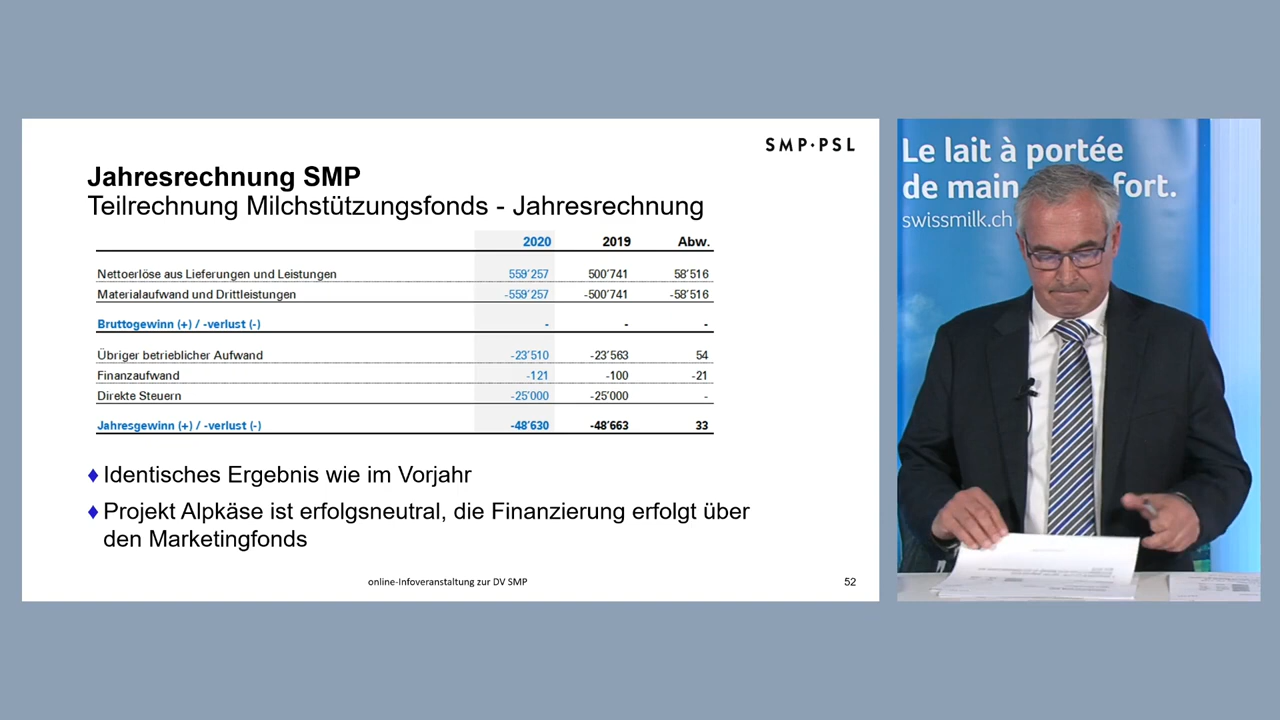 SMP·PSL
Jahresrechnung SMP
Teilrechnung Milchstützungsfonds - Jahresrechnung
2020 2019 Abw.
Nettoerlöse aus Lieferungen und Leistungen 559'257 500'741 58'516
Materialaufwand und Drittleistungen -559'257 -500'741 -58'516
Bruttogewinn (+) / -verlust (-) - - -
Übriger betrieblicher Aufwand -23'510 -23'563 54
Finanzaufwand -121 -100 -21
Direkte Steuern -25'000 -25'000 -
Jahresgewinn (+) / -verlust (-) -48'630 -48'663 33
♦ Identisches Ergebnis wie im Vorjahr
♦ Projekt Alpkäse ist erfolgsneutral, die Finanzierung erfolgt über
den Marketingfonds
online-Infoveranstaltung zur DV SMP
52
Le lait à portée
de main fort.
swissmilk.ch